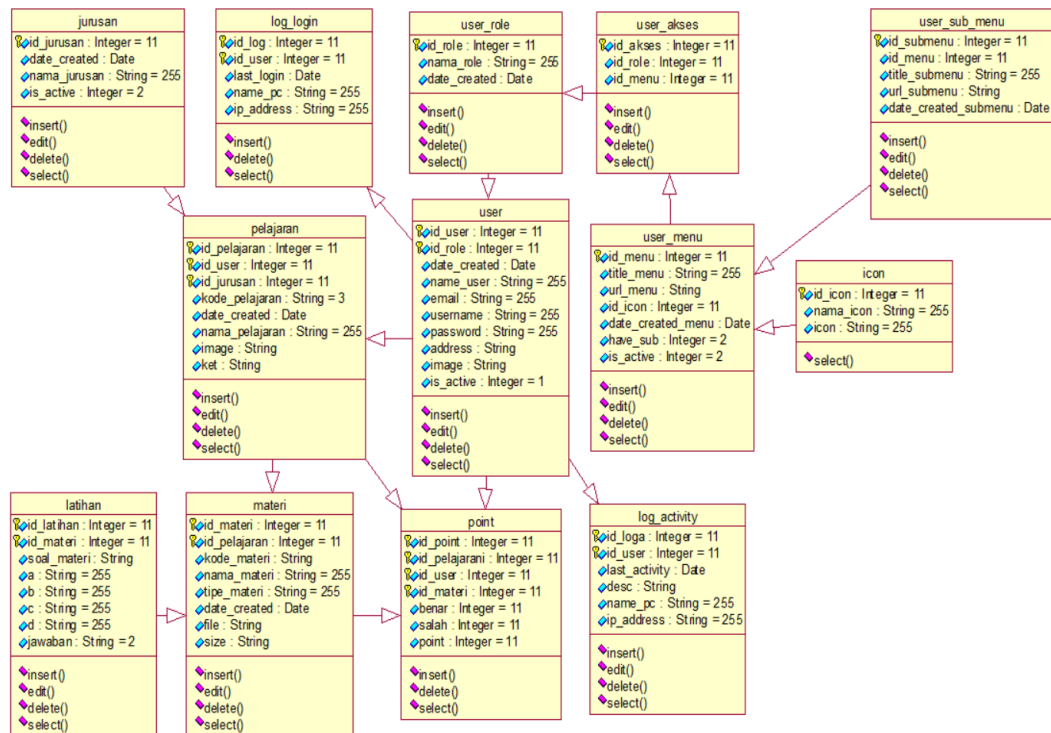 jurusan
id_jurusan : Integer = 11
date_created : Date
nama_jurusan : String = 255
is_active : Integer = 2
insert()
edit()
delete()
select()
log_login
id_log : Integer = 11
id_user : Integer = 11
last_login : Date
name_pc : String = 255
ip_address : String = 255
insert()
edit()
delete()
select()
user_role
id_role : Integer = 11
nama_role : String = 255
date_created : Date
insert()
edit()
delete()
select()
user_akses
id_akses : Integer = 11
id_role : Integer = 11
id_menu : Integer = 11
insert()
edit()
delete()
select()
user_sub_menu
id_submenu : Integer = 11
id_menu : Integer = 11
title_submenu : String = 255
url_submenu : String
date_created_submenu : Date
insert()
edit()
delete()
select()
pelajaran
id_pelajaran : Integer = 11
id_user : Integer = 11
id_jurusan : Integer = 11
kode_pelajaran : String = 3
date_created : Date
nama_pelajaran : String = 255
image : String
ket : String
insert()
edit()
delete()
select()
user
id_user : Integer = 11
id_role : Integer = 11
date_created : Date
name_user : String = 255
email : String = 255
username : String = 255
password : String = 255
address : String
image : String
is_active : Integer = 1
insert()
edit()
delete()
select()
user_menu
id_menu : Integer = 11
title_menu : String = 255
url_menu : String
id_icon : Integer = 11
date_created_menu : Date
have_sub : Integer = 2
is_active : Integer = 2
insert()
edit()
delete()
select()
icon
id_icon : Integer = 11
nama_icon : String = 255
icon : String = 255
select()
latihan
id_latihan : Integer = 11
id_materi : Integer = 11
soal_materi : String
a : String = 255
b : String = 255
c : String = 255
d : String = 255
jawaban : String = 2
insert()
edit()
delete()
select()
materi
id_materi : Integer = 11
id_pelajaran : Integer = 11
kode_materi : String
nama_materi : String = 255
tipe_materi : String = 255
date_created : Date
file : String
size : String
insert()
edit()
delete()
select()
point
id_point : Integer = 11
id_pelajarani : Integer = 11
id_user : Integer = 11
id_materi : Integer = 11
benar : Integer = 11
salah : Integer = 11
point : Integer = 11
insert()
delete()
select()
log_activity
id_loga : Integer = 11
id_user : Integer = 11
last_activity : Date
desc : String
name_pc : String = 255
ip_address : String = 255
insert()
edit()
delete()
select()